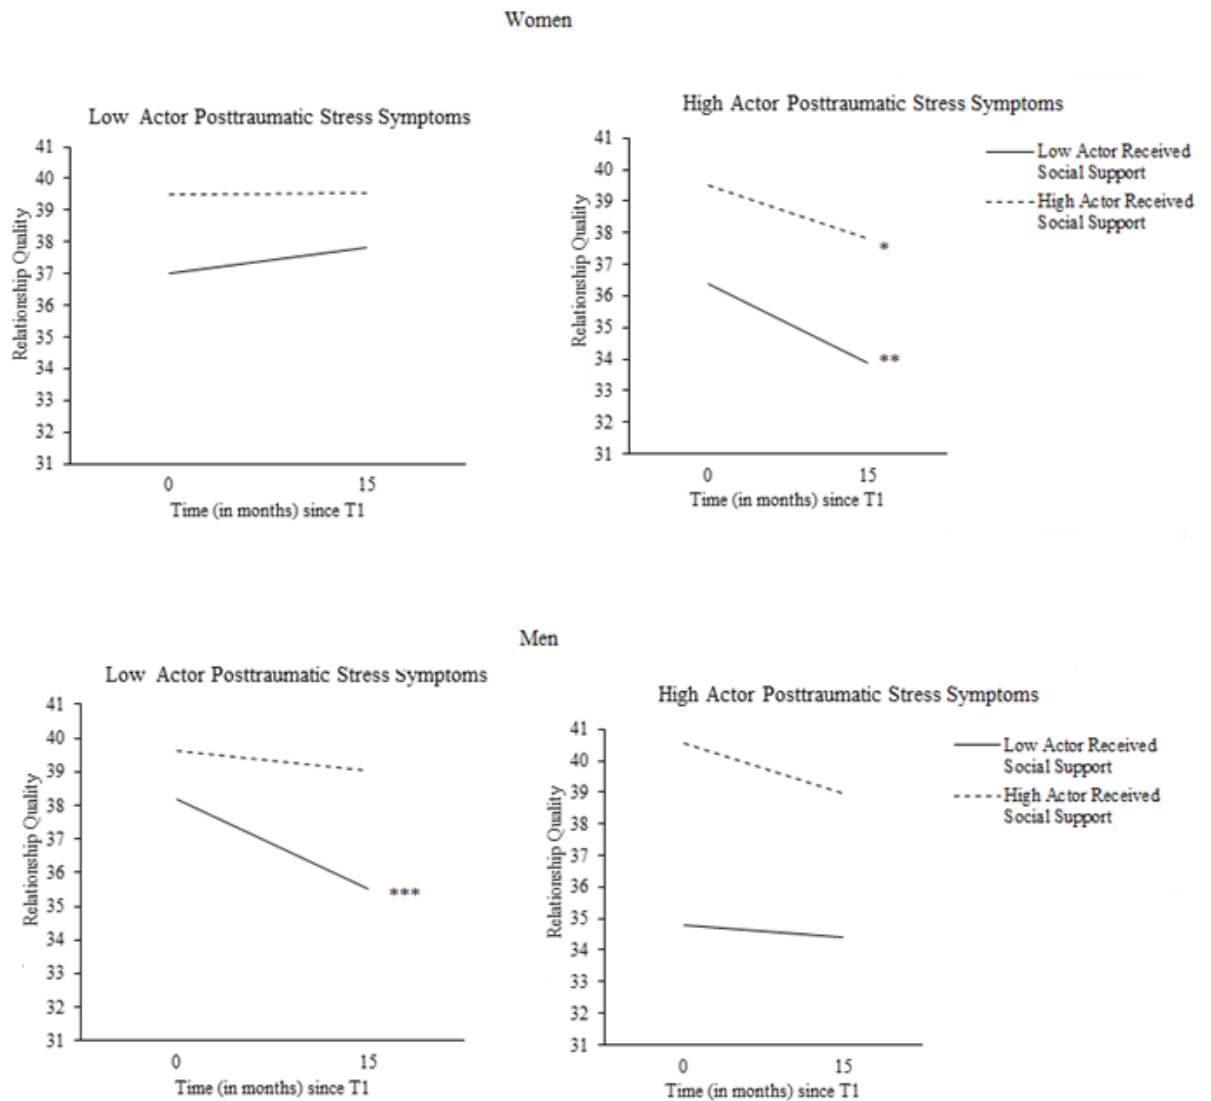 Women
Low Actor Posttraumatic Stress Symptoms
41
40
39
38
37
36
35
34
33
32
31
Relationship Quality
0 15
Time (in months) since T1
High Actor Posttraumatic Stress Symptoms
41
40
39
38
37
36
35
34
33
32
31
Relationship Quality
*
**
0 15
Time (in months) since T1
Low Actor Received
Social Support
High Actor Received
Social Support
Men
Low Actor Posttraumatic Stress Symptoms
41
40
39
38
37
36
35
34
33
32
31
Relationship Quality
***
0 15
Time (in months) since T1
High Actor Posttraumatic Stress Symptoms
41
40
39
38
37
36
35
34
33
32
31
Relationship Quality
0 15
Time (in months) since T1
Low Actor Received
Social Support
High Actor Received
Social Support